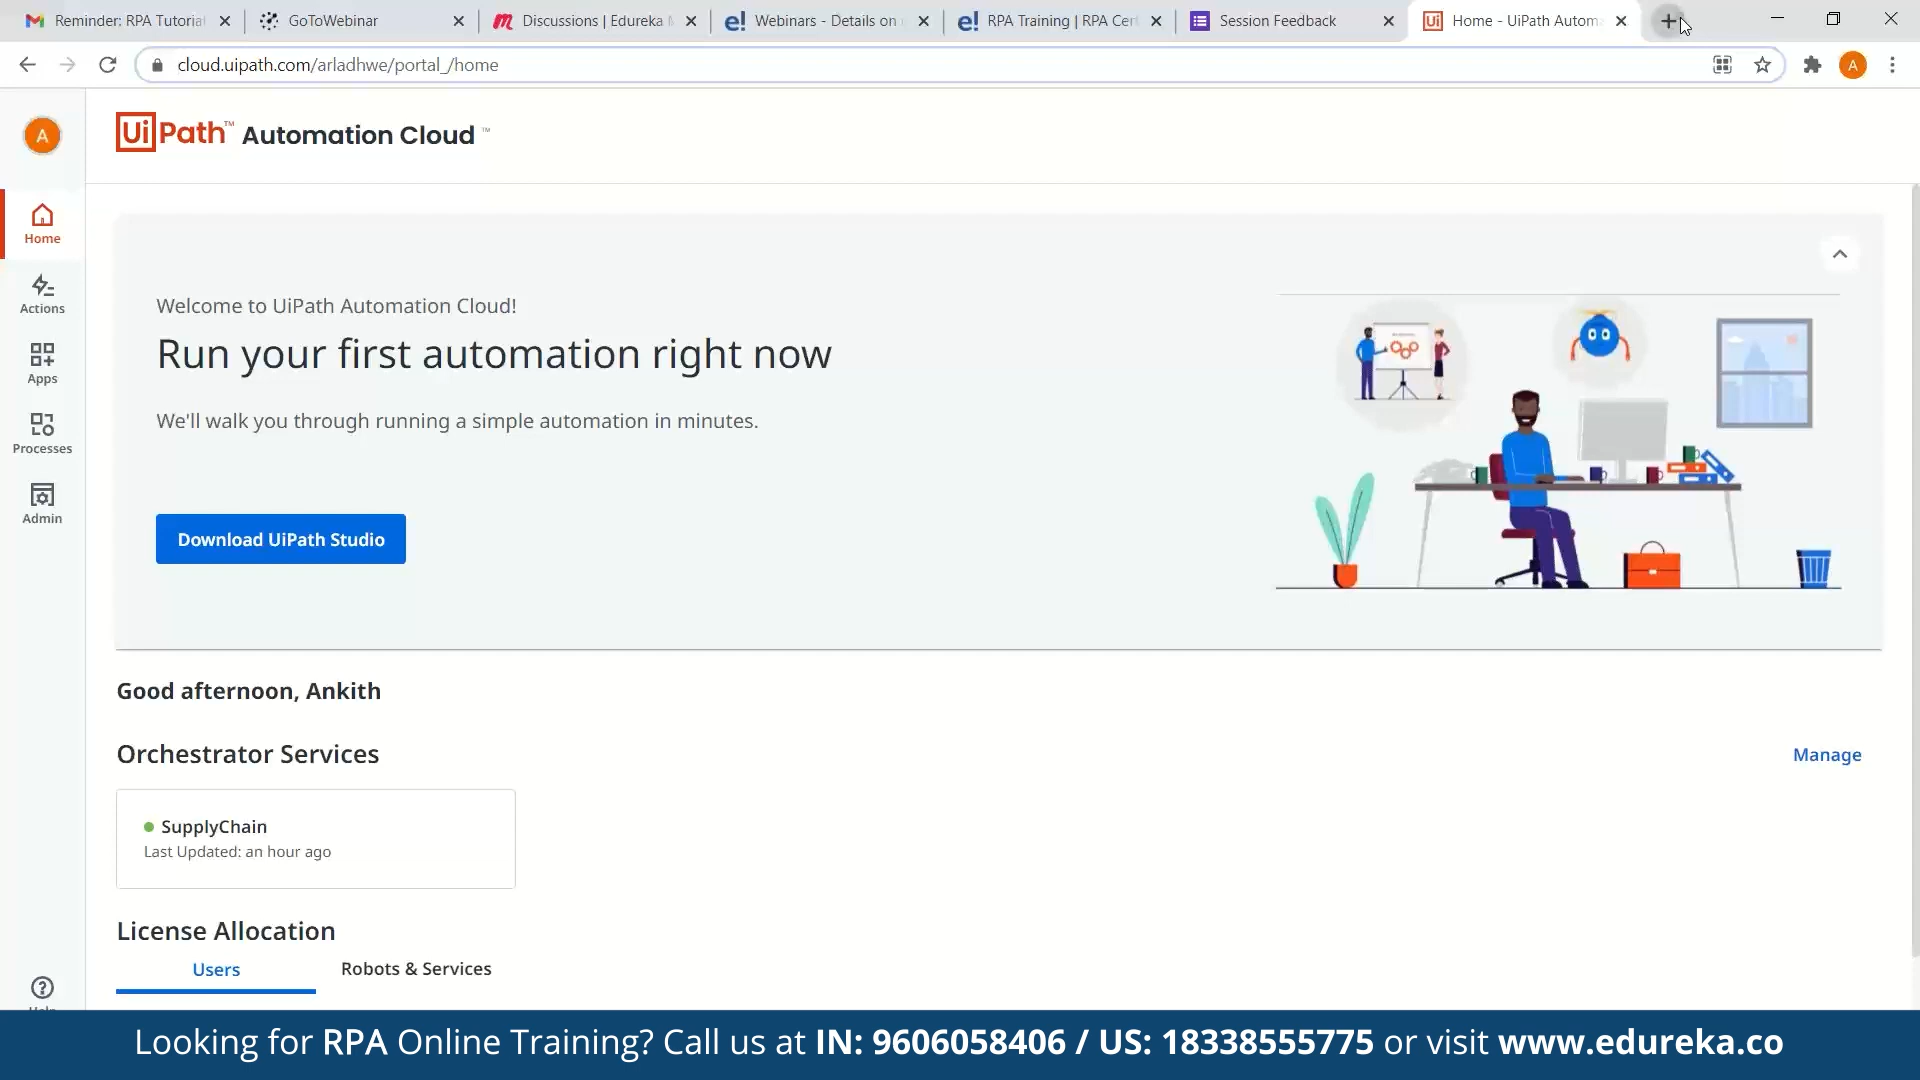 Reminder: RPA Tutorial
GoToWebinar
Discussions | Edureka
e! Webinars - Details on
e! RPA Training | RPA Cer
Session Feedback
Ui Home - UiPath Autom
cloud.uipath.com/arladhwe/portal_/home
A
A
UiPath™ Automation Cloud™
Home
Actions
Apps
Processes
Admin
Welcome to UiPath Automation Cloud!
Run your first automation right now
We'll walk you through running a simple automation in minutes.
Download UiPath Studio
Good afternoon, Ankith
Orchestrator Services
Manage
SupplyChain
Last Updated: an hour ago
License Allocation
Users
Robots & Services
Looking for RPA Online Training? Call us at IN: 9606058406 / US: 18338555775 or visit www.edureka.co